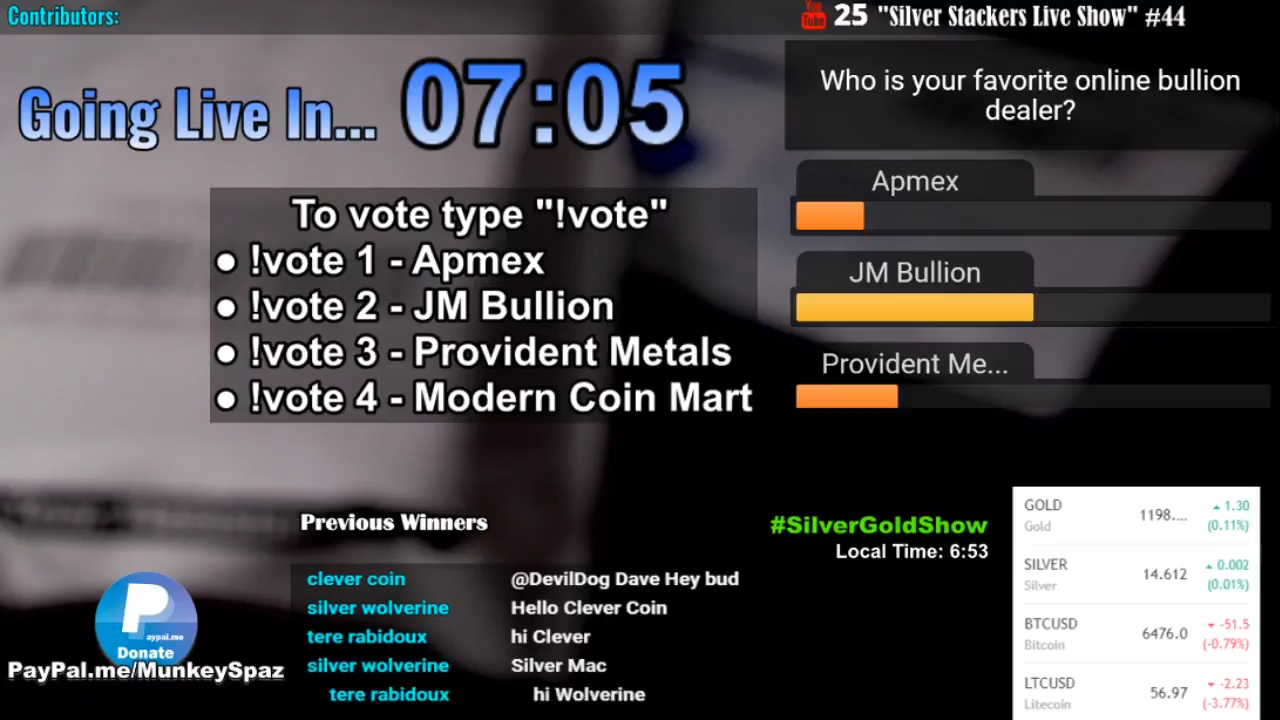 Contributors:
You Tube 25 "Silver Stackers Live Show" #44
Going Live In... 07:05
Who is your favorite online bullion
dealer?
To vote type "!vote"
● !vote 1 - Apmex
● !vote 2 - JM Bullion
● !vote 3 - Provident Metals
● !vote 4 - Modern Coin Mart
Apmex
JM Bullion
Provident Me...
Previous Winners
clever coin @DevilDog Dave Hey bud
silver wolverine Hello Clever Coin
tere rabidoux hi Clever
silver wolverine Silver Mac
tere rabidoux hi Wolverine
P
aypal.me
Donate
PayPal.me/MunkeySpaz
#SilverGoldShow
Local Time: 6:53
GOLD 1198.... ▲ 1.30
Gold (0.11%)
SILVER 14.612 ▲ 0.002
Silver (0.01%)
BTCUSD 6476.0 ▼ -51.5
Bitcoin (-0.79%)
LTCUSD 56.97 ▼ -2.23
Litecoin (-3.77%)